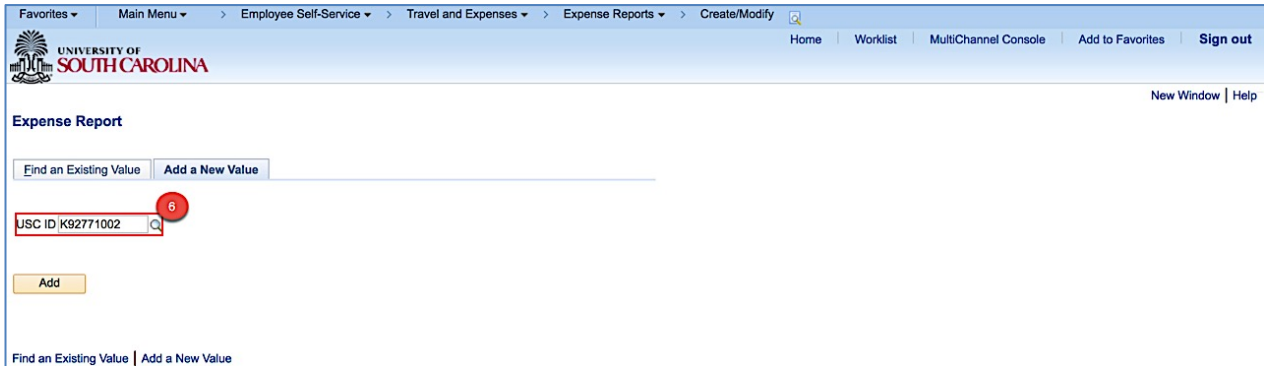 Favorites Main Menu > Employee Self-Service > Travel and Expenses > Expense Reports > Create/Modify
Home Worklist MultiChannel Console Add to Favorites Sign out
UNIVERSITY OF
SOUTH CAROLINA
New Window | Help
Expense Report
Find an Existing Value Add a New Value
6
USC ID K92771002
Add
Find an Existing Value | Add a New Value